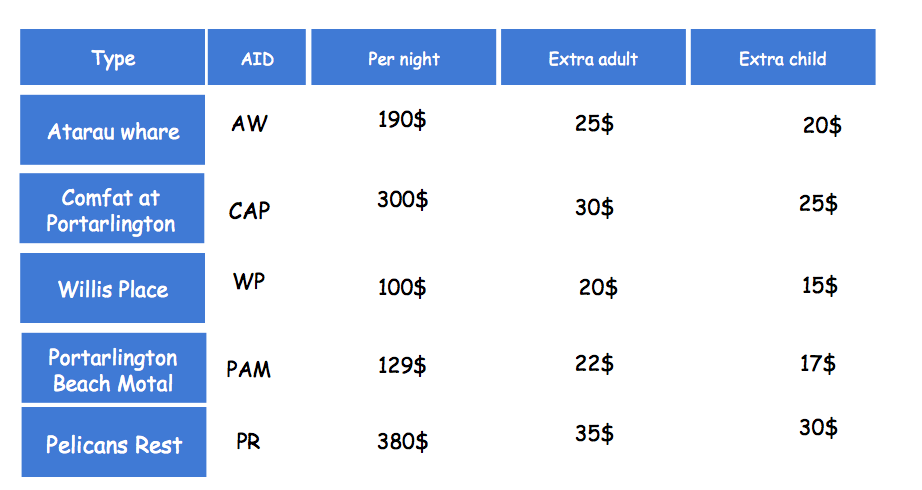 Type AID Per night Extra adult Extra child
Atarau whare AW 190$ 25$ 20$
Comfat at
Portarlington CAP 300$ 30$ 25$
Willis Place WP 100$ 20$ 15$
Portarlington
Beach Motal PAM 129$ 22$ 17$
Pelicans Rest PR 380$ 35$ 30$